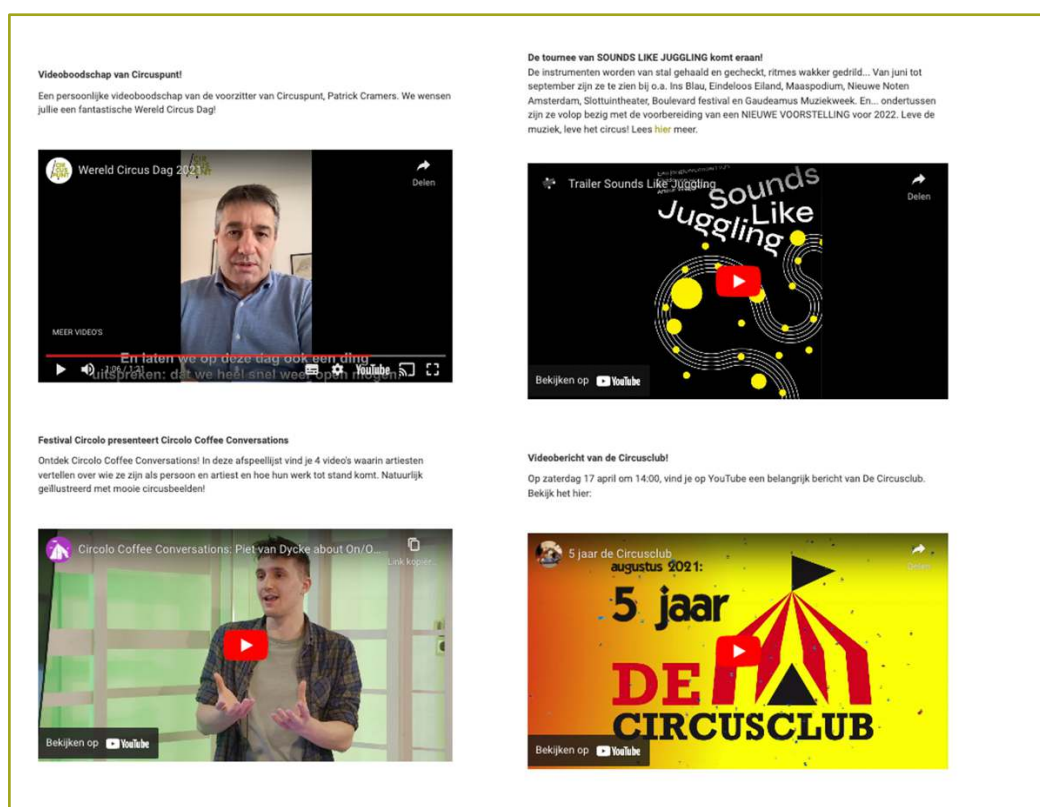 Videoboodschap van Circuspunt!
Een persoonlijke videoboodschap van de voorzitter van Circuspunt, Patrick Cramers. We wensen
jullie een fantastische Wereld Circus Dag!
Wereld Circus Dag 2021
Delen
MEER VIDEO'S
En laten we op deze dag ook een ding
uitspreken: dat we heel snel weer open mogen
1:06 / 1:21
YouTube
De tournee van SOUNDS LIKE JUGGLING komt eraan!
De instrumenten worden van stal gehaald en gecheckt, ritmes wakker gedrild... Van juni tot
september zijn ze te zien bij o.a. Ins Blau, Eindeloos Eiland, Maaspodium, Nieuwe Noten
Amsterdam, Slottuintheater, Boulevard festival en Gaudeamus Muziekweek. En... ondertussen
zijn ze volop bezig met de voorbereiding van een NIEUWE VOORSTELLING voor 2022. Leve de
muziek, leve het circus! Lees hier meer.
Trailer Sounds Like Juggling
Delen
Sounds
Like
Juggling
Bekijken op YouTube
Festival Circolo presenteert Circolo Coffee Conversations
Ontdek Circolo Coffee Conversations! In deze afspeellijst vind je 4 video's waarin artiesten
vertellen over wie ze zijn als persoon en artiest en hoe hun werk tot stand komt. Natuurlijk
geïllustreerd met mooie circusbeelden!
Circolo Coffee Conversations: Piet van Dycke about On/O...
Link kopiër...
Bekijken op YouTube
Videobericht van de Circusclub!
Op zaterdag 17 april om 14:00, vind je op YouTube een belangrijk bericht van De Circusclub.
Bekijk het hier:
5 jaar de Circusclub
Delen
augustus 2021:
5 jaar
DE
CIRCUSCLUB
Bekijken op YouTube